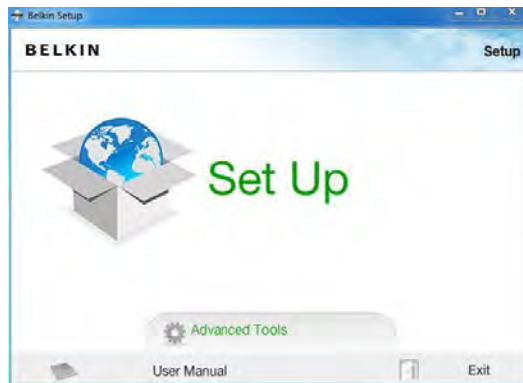 Belkin Setup
BELKIN
Setup
Set Up
Advanced Tools
User Manual
Exit